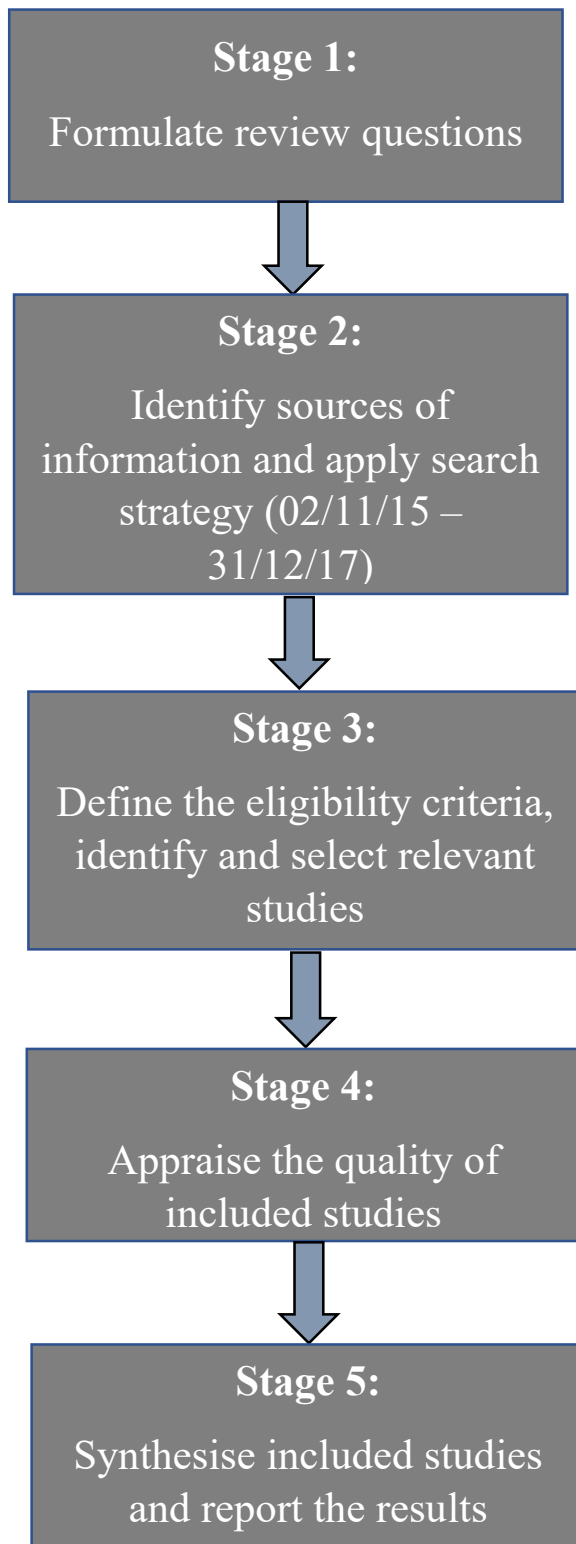 Stage 1:
Formulate review questions
Stage 2:
Identify sources of
information and apply search
strategy (02/11/15 –
31/12/17)
Stage 3:
Define the eligibility criteria,
identify and select relevant
studies
Stage 4:
Appraise the quality of
included studies
Stage 5:
Synthesise included studies
and report the results